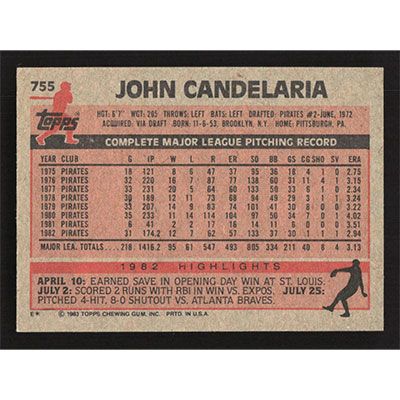 755
JOHN CANDELARIA
Topps
HGT: 6'7" WGT: 205 THROWS: LEFT BATS: LEFT DRAFTED: PIRATES #2-JUNE, 1972
ACQUIRED: VIA DRAFT BORN: 11-6-53, BROOKLYN, N.Y. HOME: PITTSBURGH, PA.
COMPLETE MAJOR LEAGUE PITCHING RECORD
YEAR CLUB G IP W L R ER SO BB GS CG SHO SV ERA
1975 PIRATES 18 121 8 6 47 4 1 0 2.75
1976 PIRATES 32 220 16 7 87 77 138 60 31 11 4 1 3.15
1977 PIRATES 33 231 20 5 64 60 133 50 33 6 1 0 2.34
1978 PIRATES 30 189 12 11 73 68 94 49 29 3 1 1 3.24
1979 PIRATES 33 207 14 9 83 74 101 41 30 8 0 0 3.22
1980 PIRATES 35 233 11 14 114 104 97 50 34 7 0 1 4.02
1981 PIRATES 6 41 2 2 17 16 14 11 6 0 0 0 3.51
1982 PIRATES 31 174.2 12 7 62 57 133 37 30 1 1 1 2.94
MAJOR LEA. TOTALS 218 1416.2 95 61 547 493 805 334 211 40 4 3.13
1982 HIGHLIGHTS
APRIL 10: EARNED SAVE IN OPENING DAY WIN AT ST. LOUIS.
JULY 2: SCORED 2 RUNS WITH RBI IN WIN VS. EXPOS. JULY 25:
PITCHED 4-HIT, 8-0 SHUTOUT VS. ATLANTA BRAVES.
E* © 1983 TOPPS CHEWING GUM, INC. PRTD. IN U.S.A.